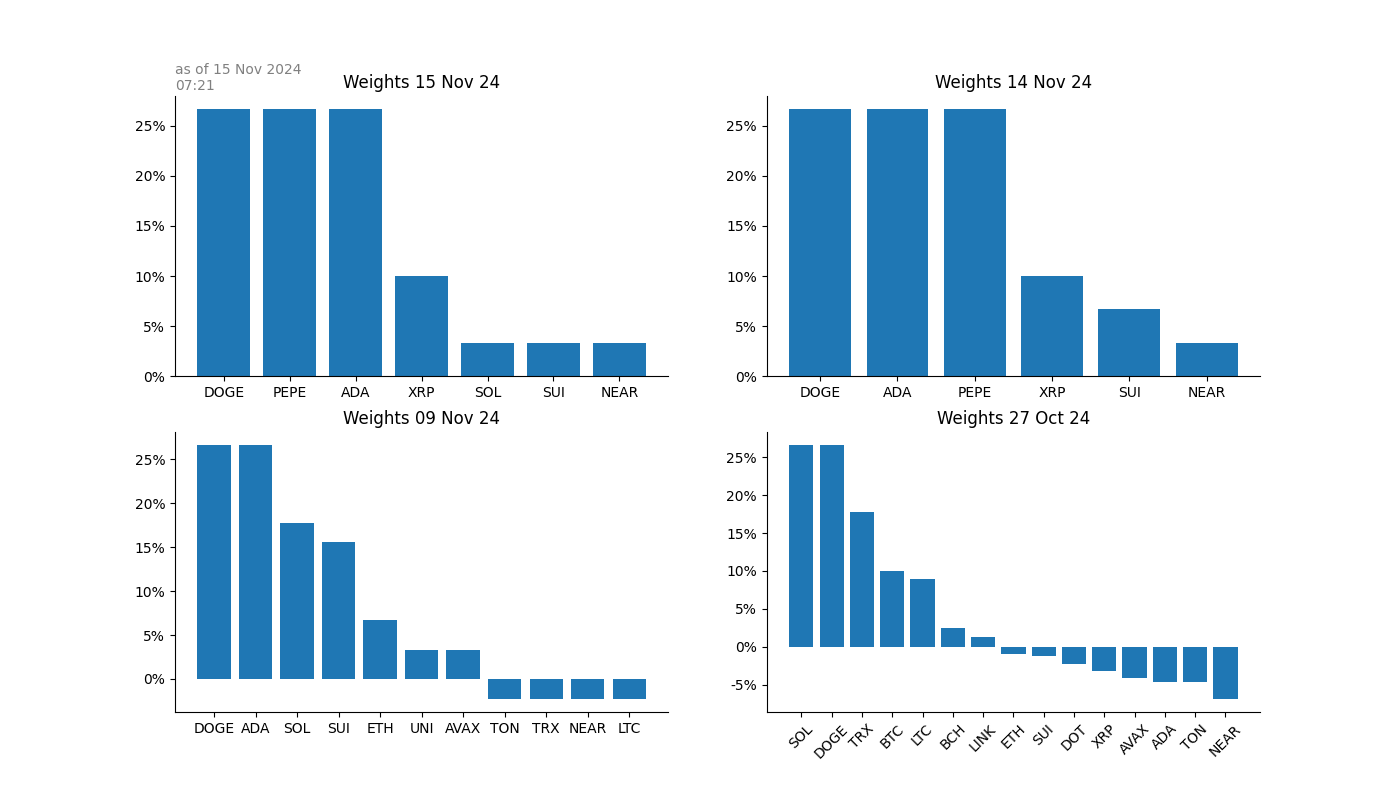 as of 15 Nov 2024
07:21
Weights 15 Nov 24
25%
20%
15%
10%
5%
0%
DOGE PEPE ADA XRP SOL SUI NEAR
Weights 14 Nov 24
25%
20%
15%
10%
5%
0%
DOGE ADA PEPE XRP SUI NEAR
Weights 09 Nov 24
25%
20%
15%
10%
5%
0%
DOGE ADA SOL SUI ETH UNI AVAX TON TRX NEAR LTC
Weights 27 Oct 24
25%
20%
15%
10%
5%
0%
-5%
SOL DOGE TRX BTC LTC BCH LINK ETH SUI DOT XRP AVAX ADA TON NEAR